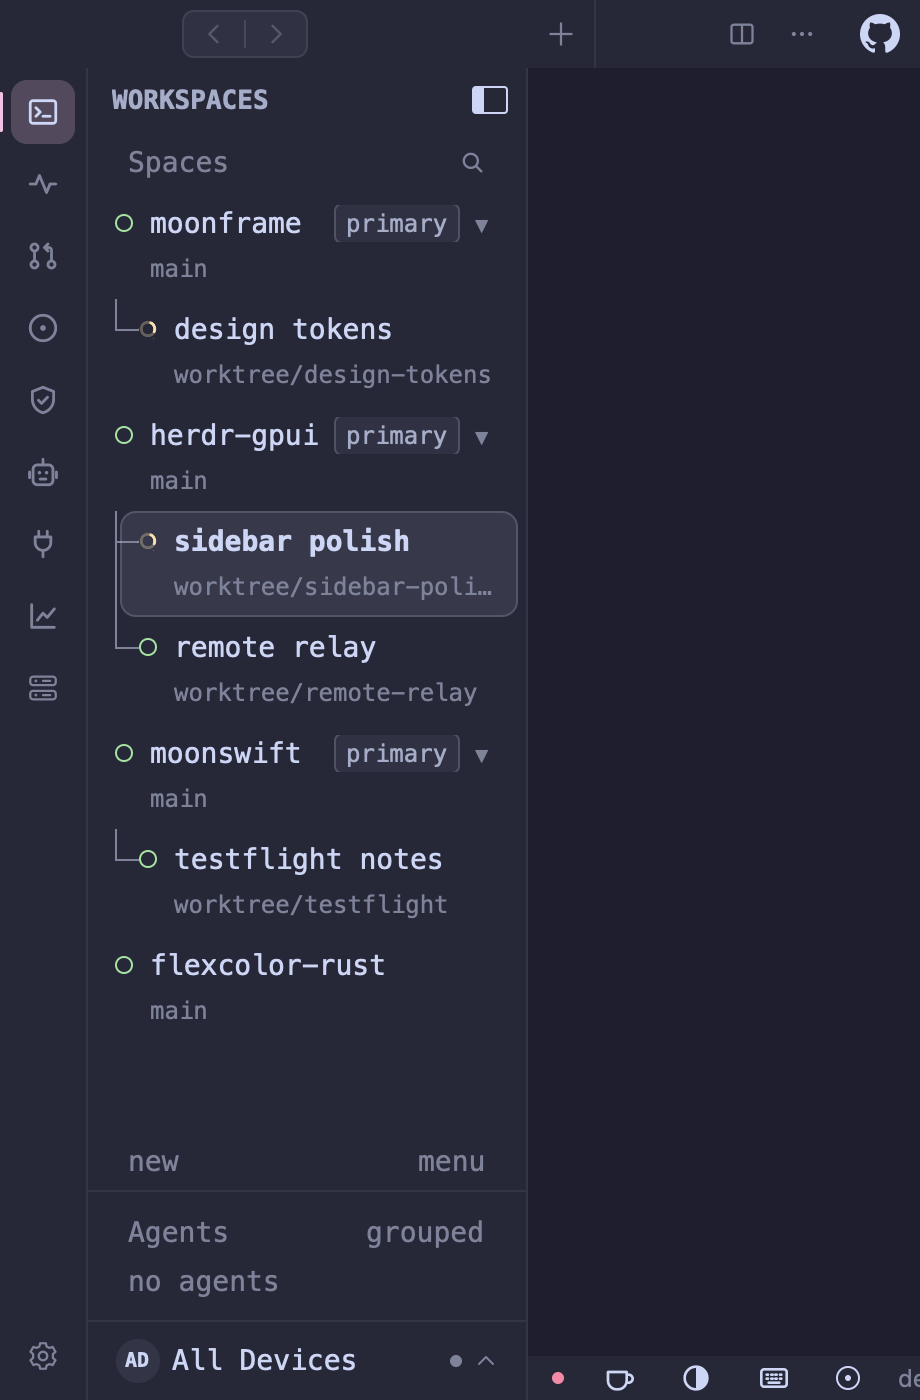 WORKSPACES
Spaces
moonframe primary ▼
main
design tokens
worktree/design-tokens
herdr-gpui primary ▼
main
sidebar polish
worktree/sidebar-poli…
remote relay
worktree/remote-relay
moonswift primary ▼
main
testflight notes
worktree/testflight
flexcolor-rust
main
new menu
Agents grouped
no agents
AD All Devices
de